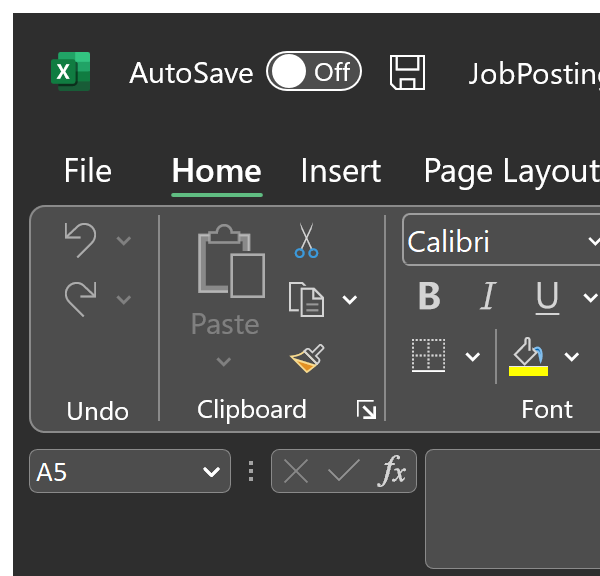 X AutoSave Off JobPosting
File Home Insert Page Layout
Calibri
B I U
Paste
Undo Clipboard Font
A5 fx